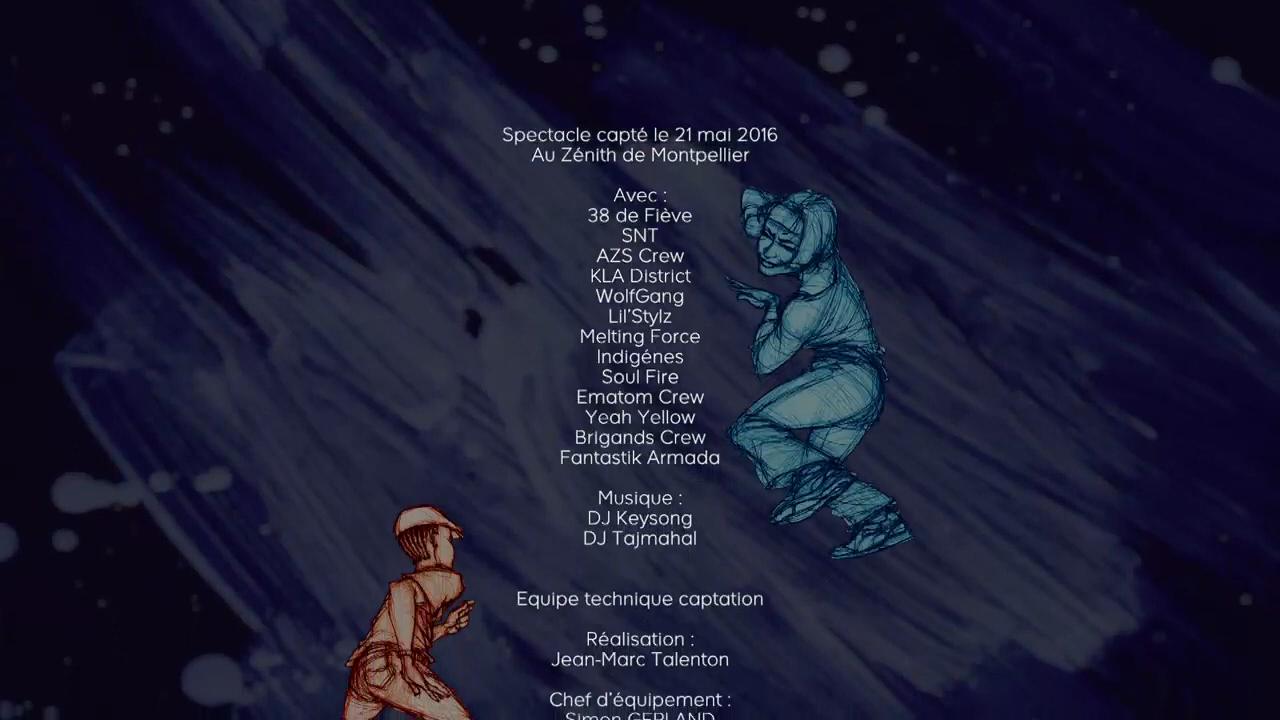 Spectacle capté le 21 mai 2016
Au Zénith de Montpellier
Avec :
38 de Fiève
SNT
AZS Crew
KLA District
WolfGang
Lil'Stylz
Melting Force
Indigénes
Soul Fire
Ematom Crew
Yeah Yellow
Brigands Crew
Fantastik Armada
Musique :
DJ Keysong
DJ Tajmahal
Equipe technique captation
Réalisation :
Jean-Marc Talenton
Chef d'équipement :
Simon